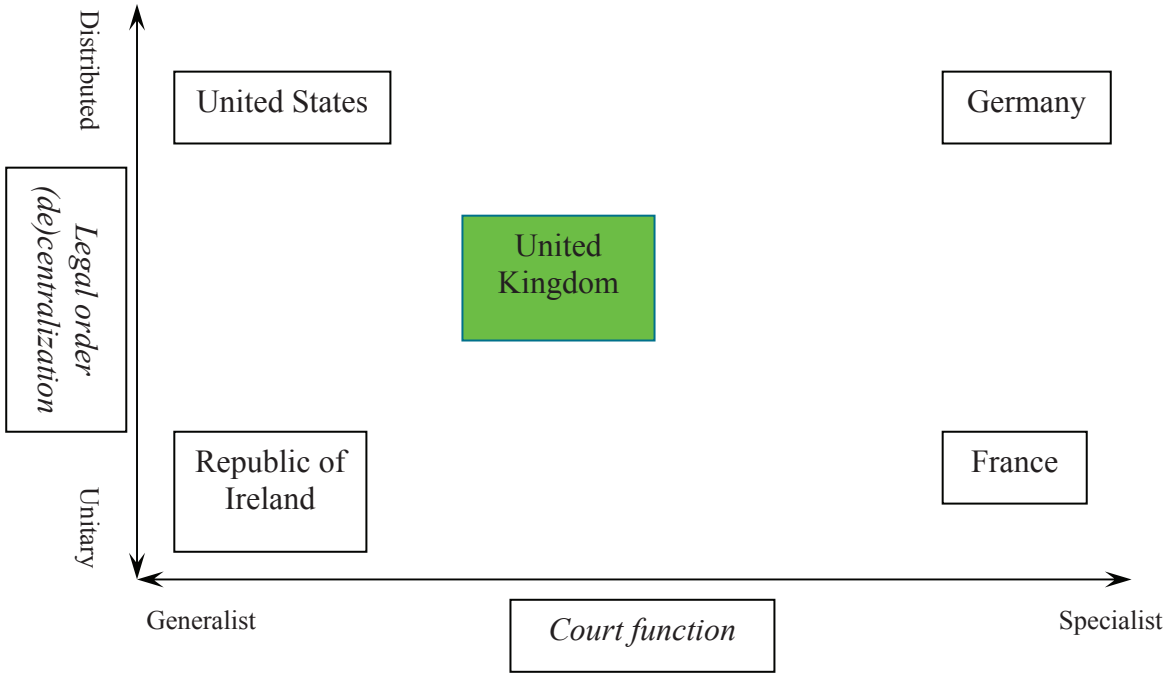 Distributed
United States
Germany
Legal order
(de)centralization
United
Kingdom
Republic of
Ireland
France
Unitary
Generalist
Court function
Specialist